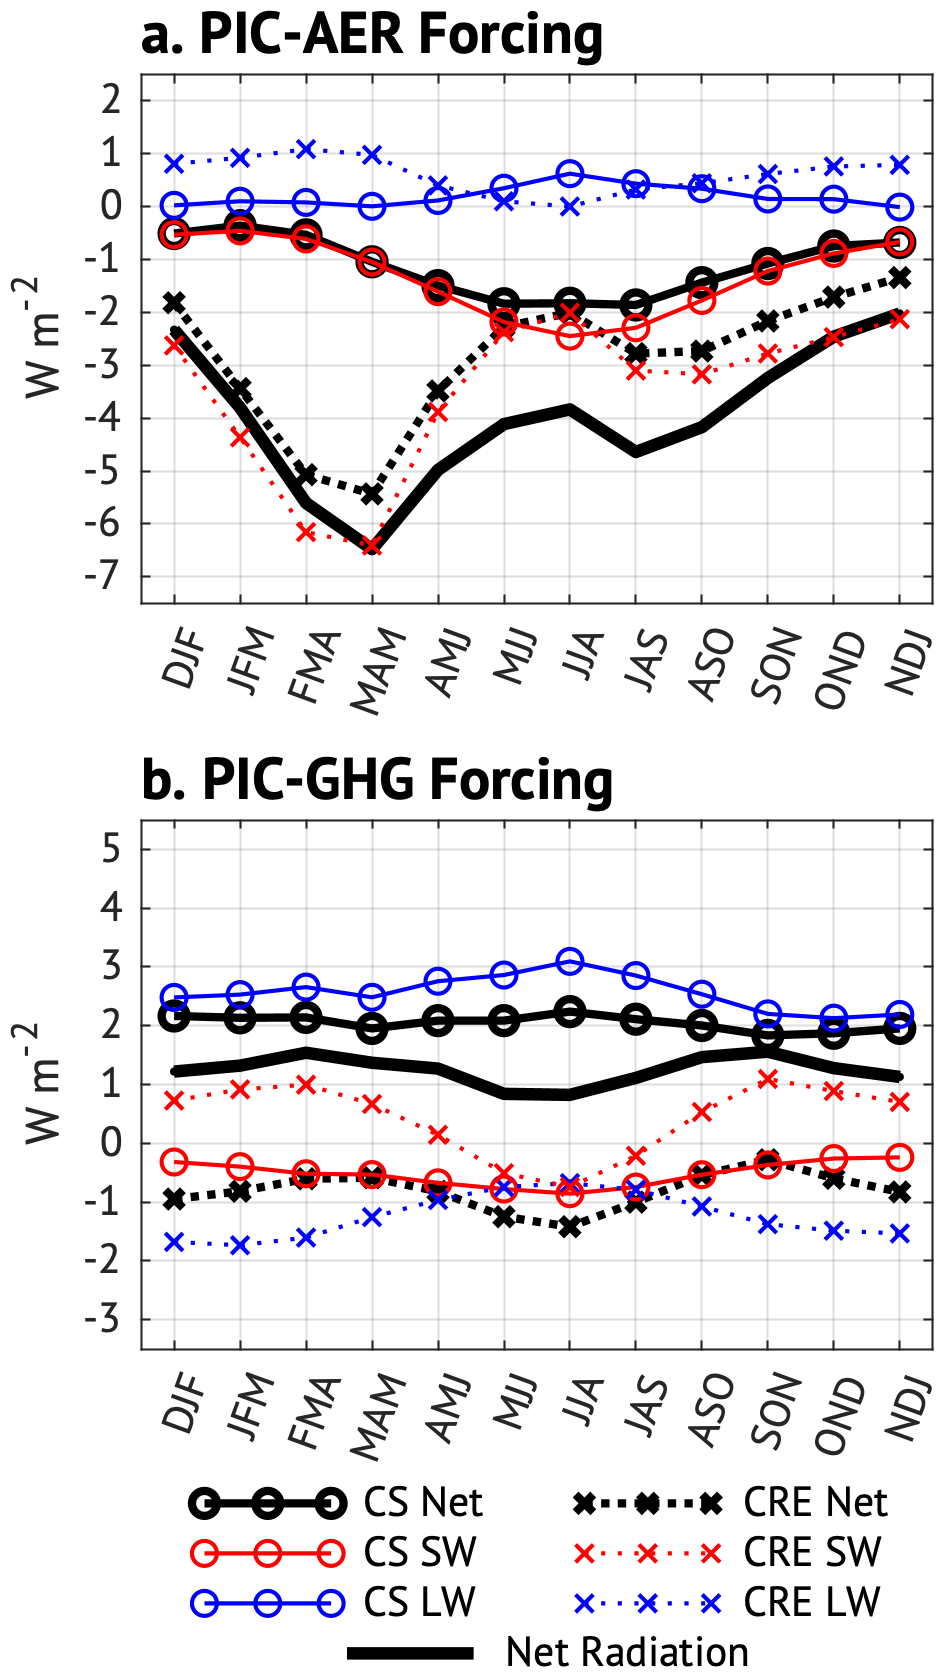 a. PIC-AER Forcing
W m-2
2
1
0
-1
-2
-3
-4
-5
-6
-7
DJF JFM FMA MAM AMJ MJJ JJA JAS ASO SON OND NDJ
b. PIC-GHG Forcing
W m-2
5
4
3
2
1
0
-1
-2
-3
DJF JFM FMA MAM AMJ MJJ JJA JAS ASO SON OND NDJ
CS Net CRE Net
CS SW CRE SW
CS LW CRE LW
Net Radiation